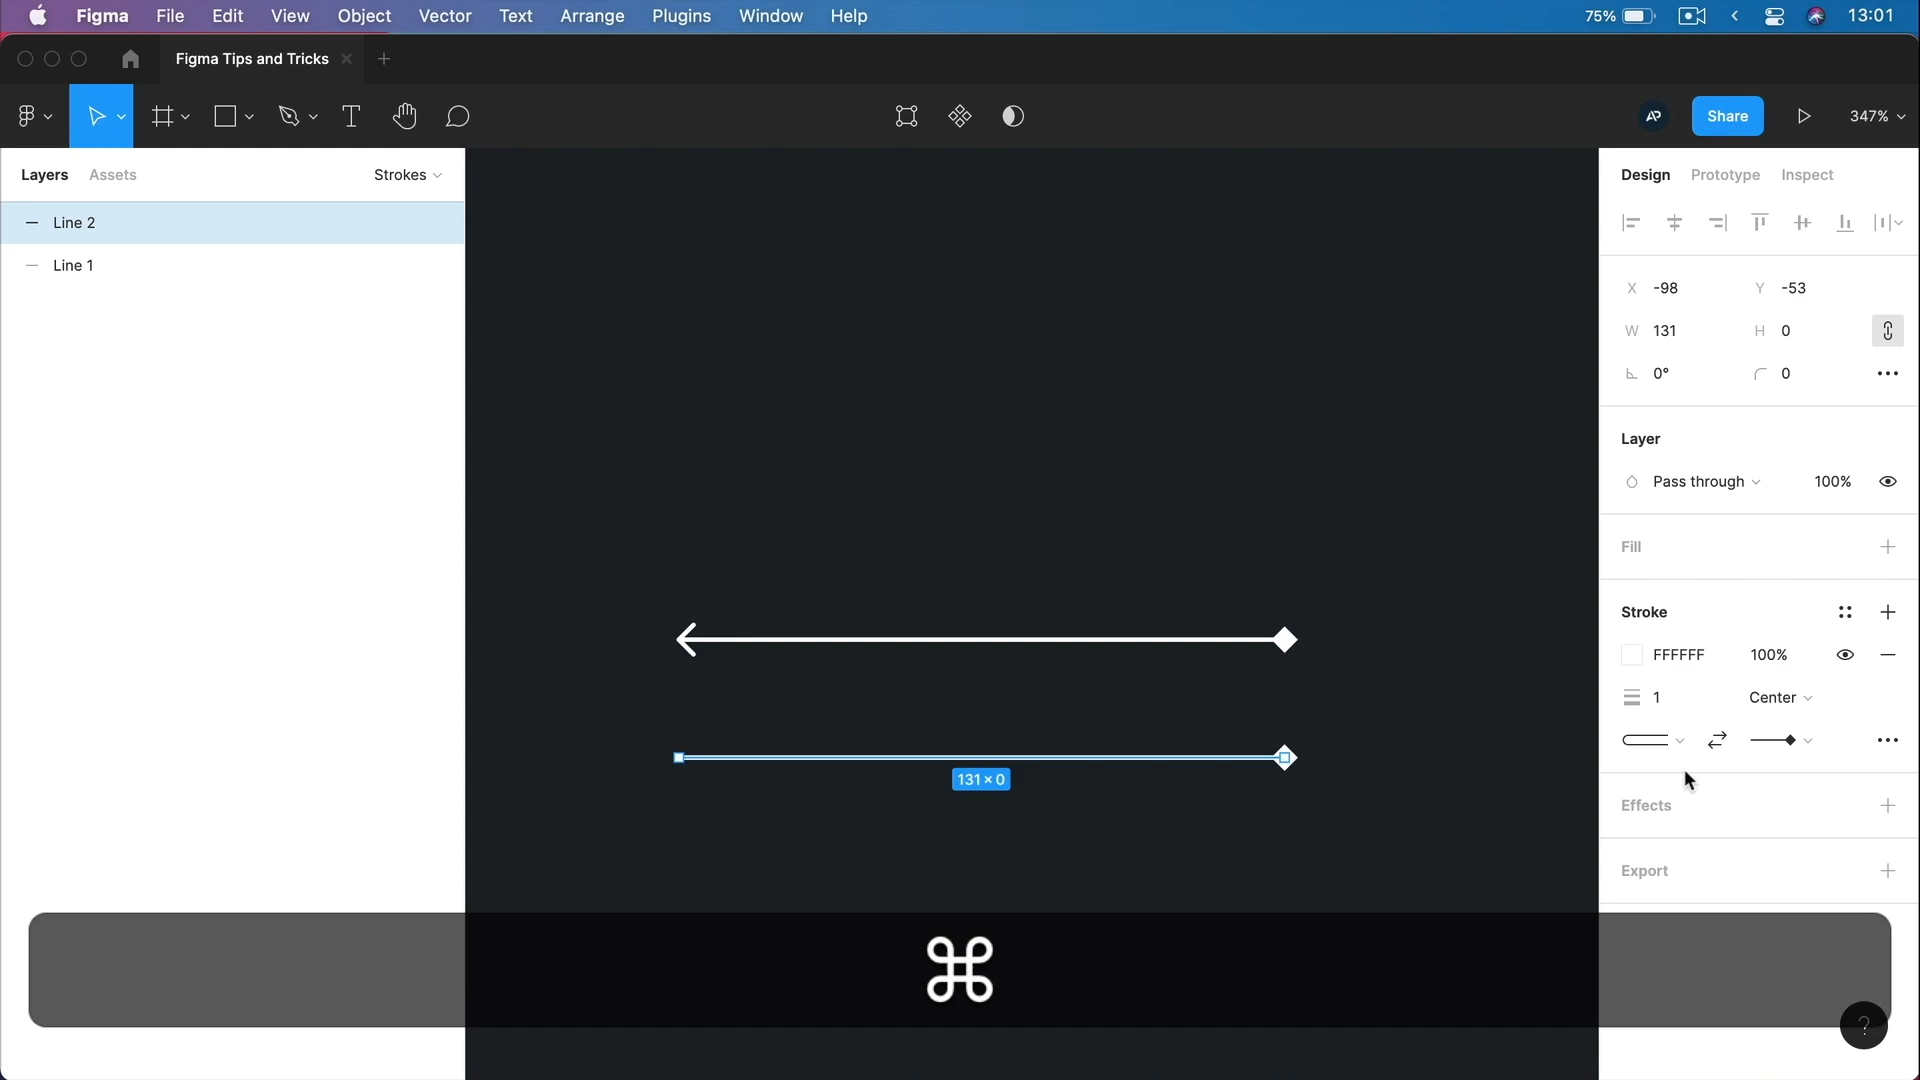 Figma File Edit View Object Vector Text Arrange Plugins Window Help 75% 13:01
Figma Tips and Tricks
AP Share 347%
Layers Assets Strokes
Design Prototype Inspect
Line 2
Line 1
X -98 Y -53
W 131 H 0
0° 0
Layer
Pass through 100%
Fill
Stroke
FFFFFF 100%
1 Center
131 × 0
Effects
Export
⌘
?